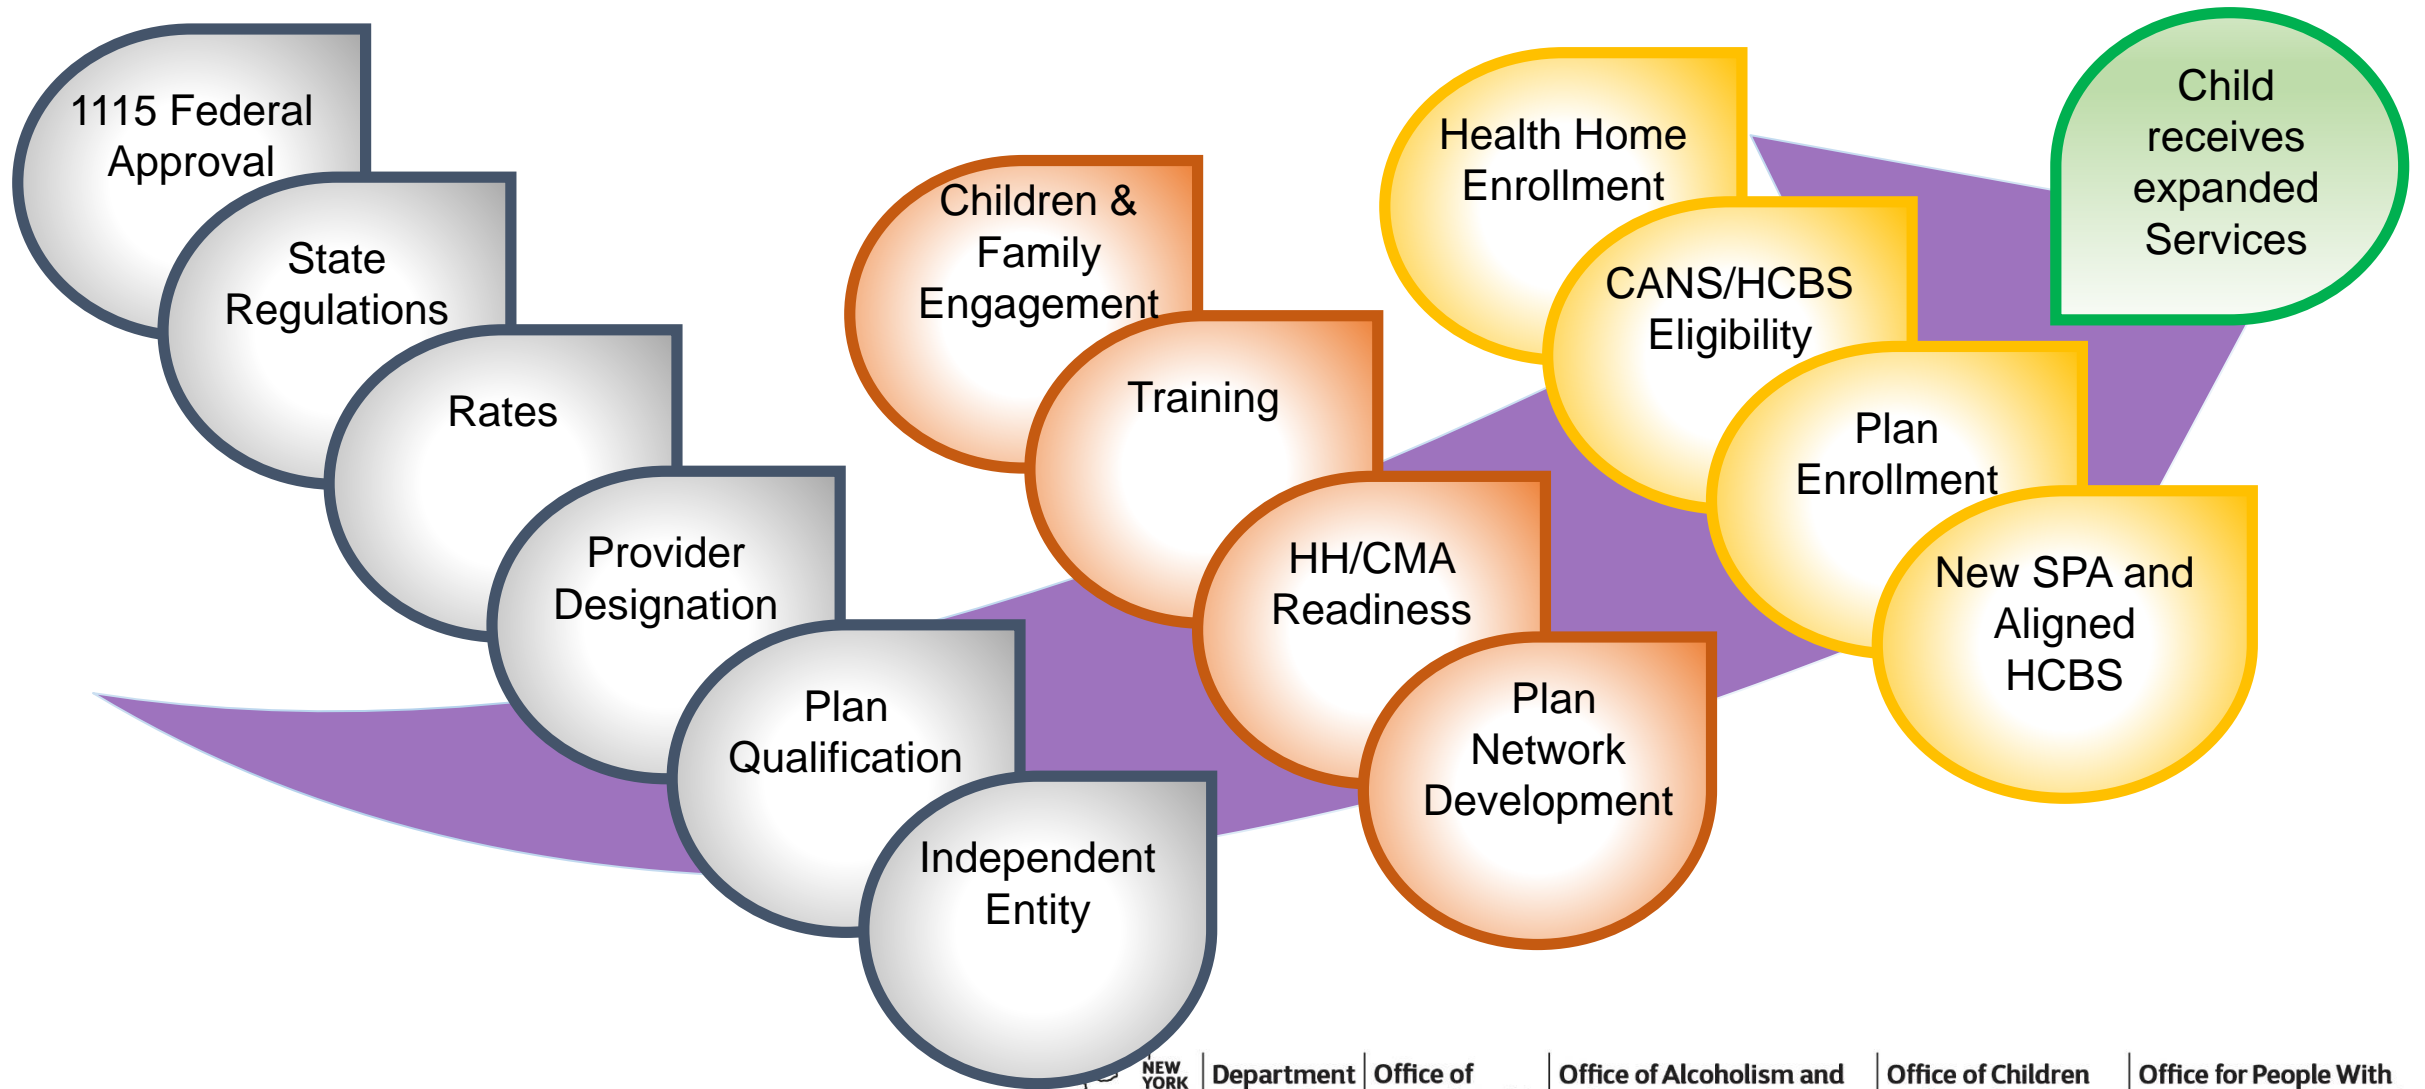 1115 Federal
Approval
State
Regulations
Rates
Provider
Designation
Plan
Qualification
Independent
Entity
Children &
Family
Engagement
Training
HH/CMA
Readiness
Plan
Network
Development
Health Home
Enrollment
CANS/HCBS
Eligibility
Plan
Enrollment
New SPA and
Aligned
HCBS
Child
receives
expanded
Services
NEW
YORK
Department
Office of
Office of Alcoholism and
Office of Children
Office for People With